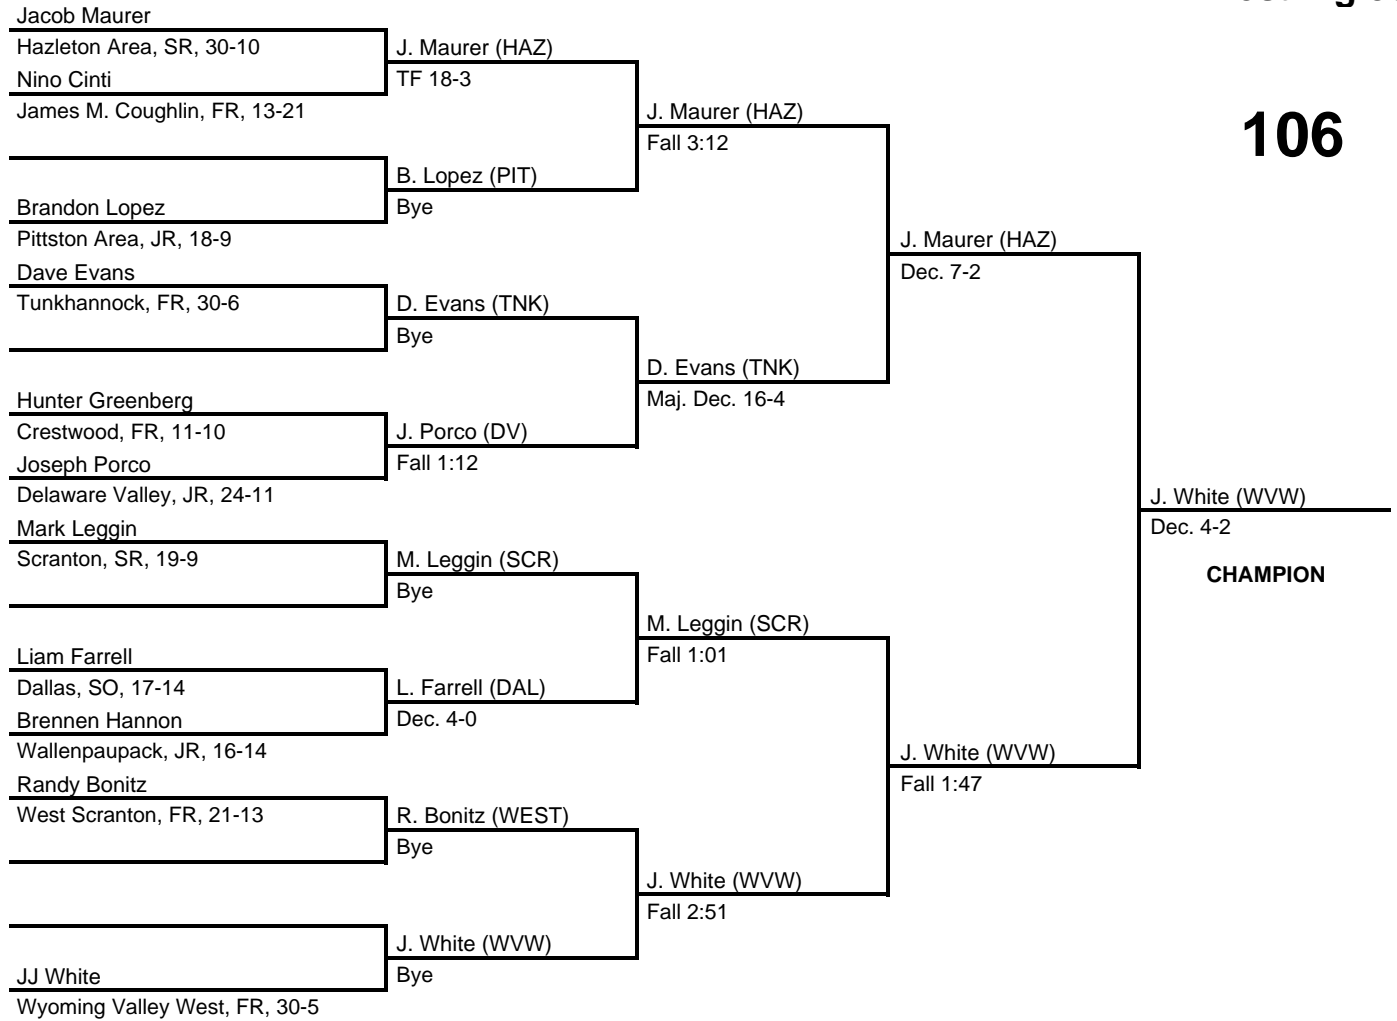 Jacob Maurer
Hazleton Area, SR, 30-10
Nino Cinti
James M. Coughlin, FR, 13-21
Brandon Lopez
Pittston Area, JR, 18-9
Dave Evans
Tunkhannock, FR, 30-6
Hunter Greenberg
Crestwood, FR, 11-10
Joseph Porco
Delaware Valley, JR, 24-11
Mark Leggin
Scranton, SR, 19-9
Liam Farrell
Dallas, SO, 17-14
Brennen Hannon
Wallenpaupack, JR, 16-14
Randy Bonitz
West Scranton, FR, 21-13
JJ White
Wyoming Valley West, FR, 30-5
J. Maurer (HAZ)
TF 18-3
B. Lopez (PIT)
Bye
D. Evans (TNK)
Bye
J. Porco (DV)
Fall 1:12
M. Leggin (SCR)
Bye
L. Farrell (DAL)
Dec. 4-0
R. Bonitz (WEST)
Bye
J. White (WVW)
Bye
J. Maurer (HAZ)
Fall 3:12
D. Evans (TNK)
Maj. Dec. 16-4
M. Leggin (SCR)
Fall 1:01
J. White (WVW)
Fall 2:51
J. Maurer (HAZ)
Dec. 7-2
J. White (WVW)
Fall 1:47
106
J. White (WVW)
Dec. 4-2
CHAMPION